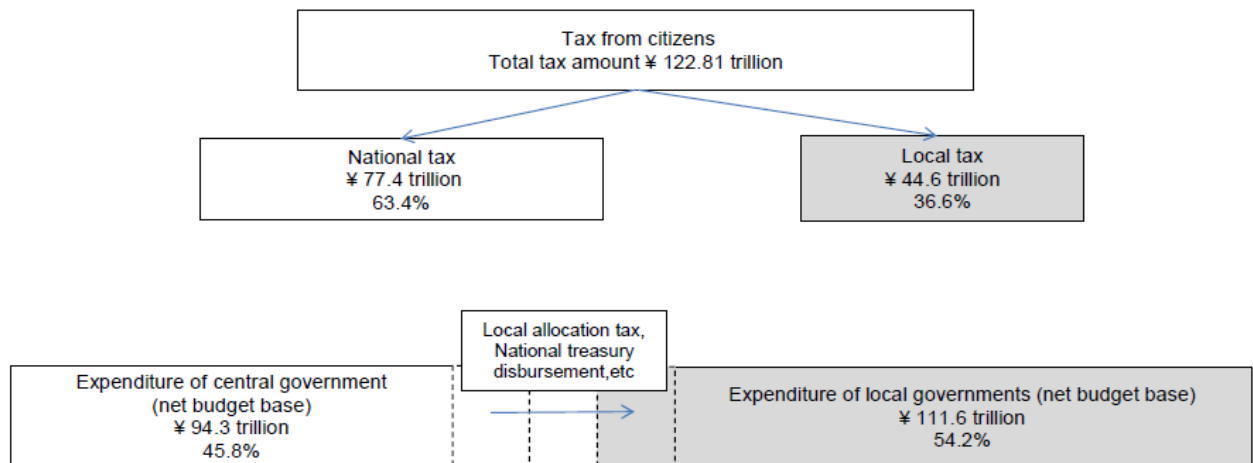 Tax from citizens
Total tax amount ¥ 122.81 trillion
National tax
¥ 77.4 trillion
63.4%
Local tax
¥ 44.6 trillion
36.6%
Local allocation tax,
National treasury
disbursement,etc
Expenditure of central government
(net budget base)
¥ 94.3 trillion
45.8%
Expenditure of local governments (net budget base)
¥ 111.6 trillion
54.2%